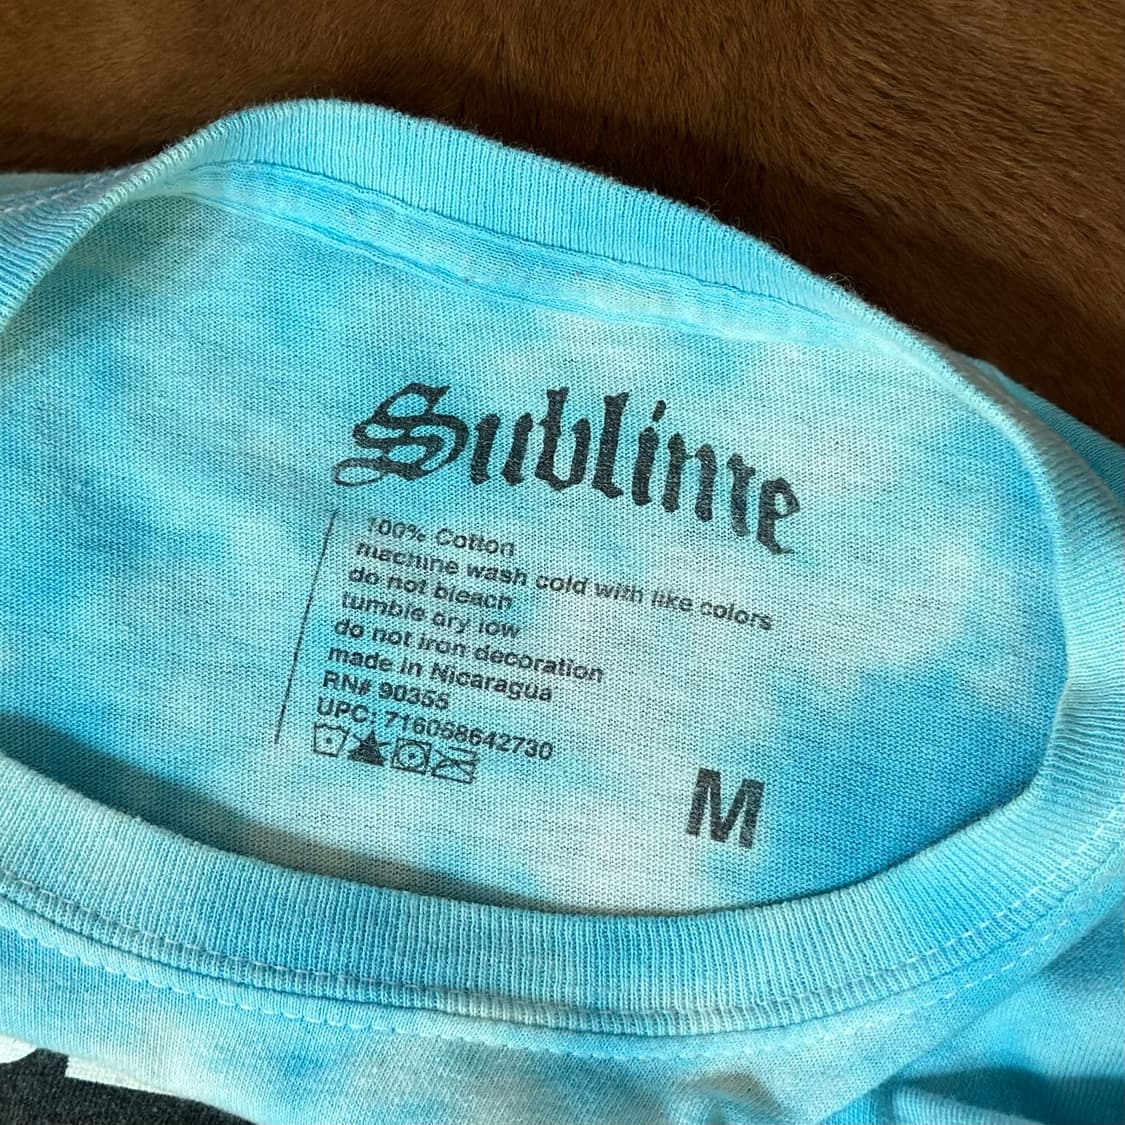 Sublime
100% Cotton
machine wash cold with like colors
do not bleach
tumble dry low
do not iron decoration
made in Nicaragua
RN# 90355
UPC: 716068642730
M